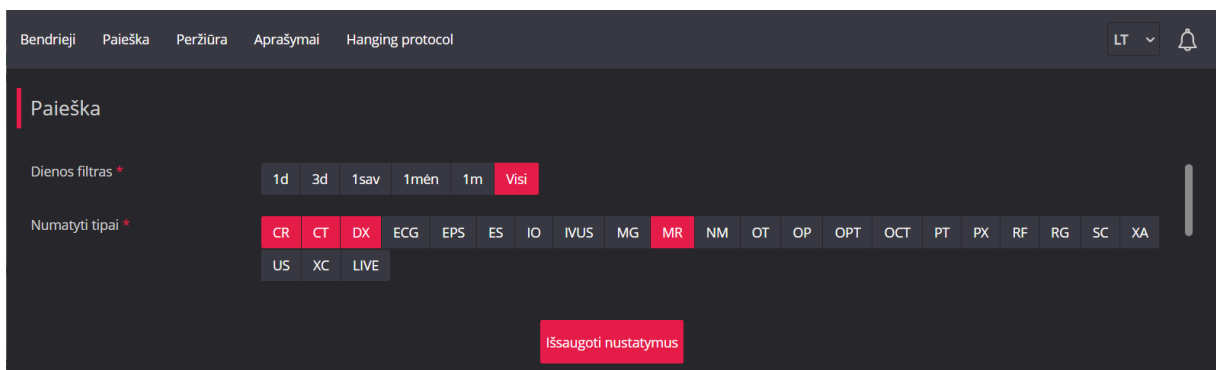 Bendrieji Paieška Peržiūra Aprašymai Hanging protocol LT
Paieška
Dienos filtras * 1d 3d 1sav 1mėn 1m Visi
Numatyti tipai * CR CT DX ECG EPS ES IO IVUS MG MR NM OT OP OPT OCT PT PX RF RG SC XA
US XC LIVE
Išsaugoti nustatymus